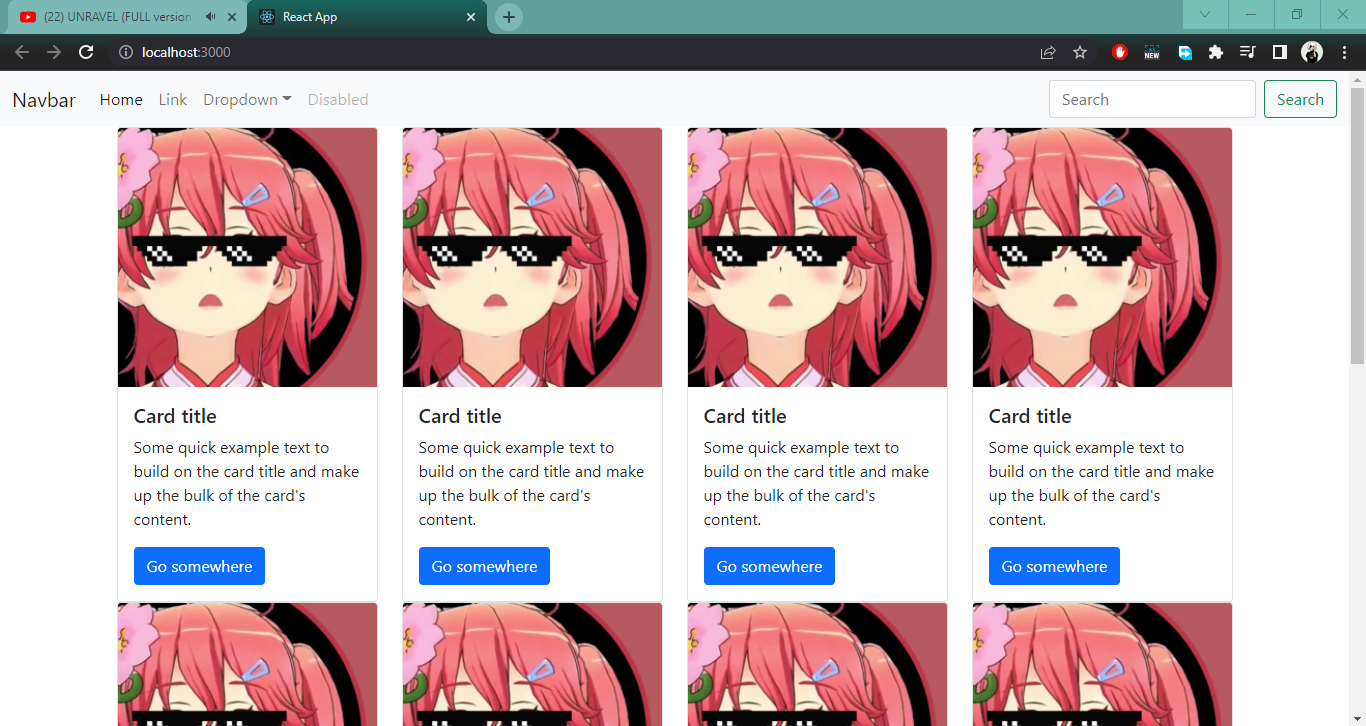 (22) UNRAVEL (FULL version
React App
localhost:3000
NEW
Navbar
Home
Link
Dropdown
Disabled
Search
Search
Card title
Some quick example text to
build on the card title and make
up the bulk of the card's
content.
Go somewhere
Card title
Some quick example text to
build on the card title and make
up the bulk of the card's
content.
Go somewhere
Card title
Some quick example text to
build on the card title and make
up the bulk of the card's
content.
Go somewhere
Card title
Some quick example text to
build on the card title and make
up the bulk of the card's
content.
Go somewhere